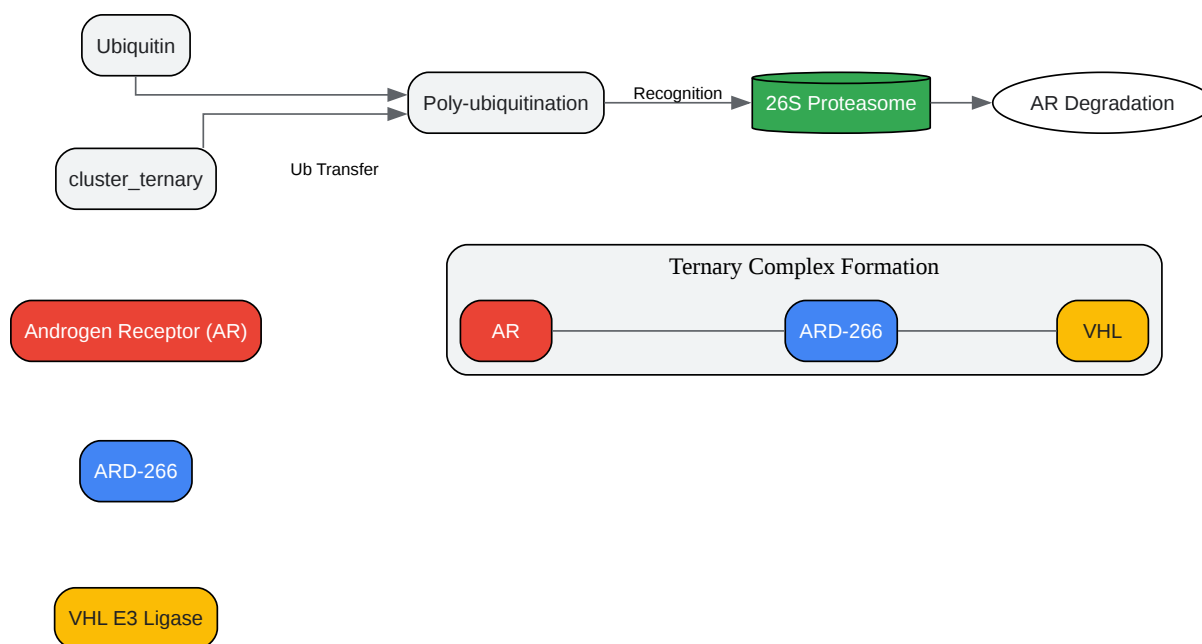 Ubiquitin
Poly-ubiquitination
Recognition
26S Proteasome
AR Degradation
Ub Transfer
cluster_ternary
Ternary Complex Formation
Androgen Receptor (AR)
AR
ARD-266
VHL
ARD-266
VHL E3 Ligase